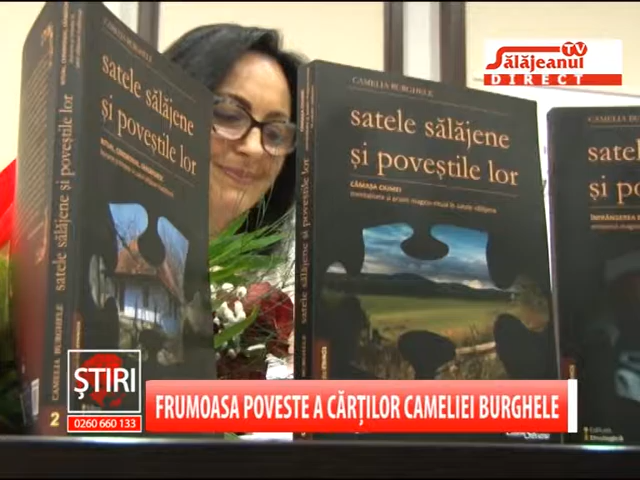 TV
Sălăjeanul
DIRECT
CAMELIA BURGHELE
satele sălăjene
și poveștile lor
satele sălăjene și poveștile lor
CAMELIA BURGHELE
2
CAMELIA BURGHELE
satele sălăjene
și poveștile lor
CĂMAȘA CIUMEI
satele sălăjene și poveștile lor
BURGHELE
CAMELIA BURGHE
satele
și p
ȘTIRI
0260 660 133
FRUMOASA POVESTE A CĂRȚILOR CAMELIEI BURGHELE